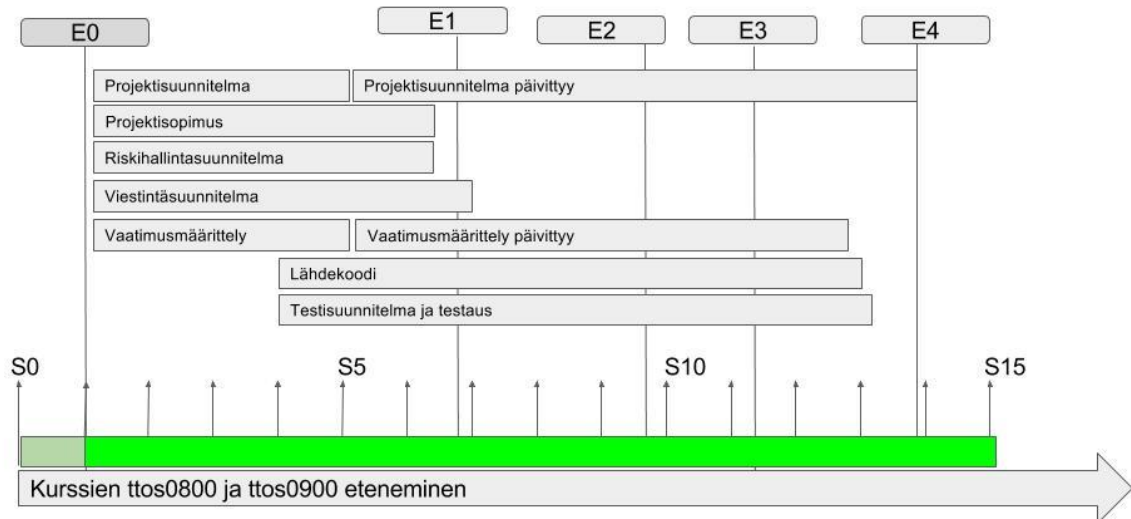 E0
E1
E2
E3
E4
Projektisuunnitelma
Projektisuunnitelma päivittyy
Projektisopimus
Riskihallintasuunnitelma
Viestintäsuunnitelma
Vaatimusmäärittely
Vaatimusmäärittely päivittyy
Lähdekoodi
Testisuunnitelma ja testaus
S0
S5
S10
S15
Kurssien ttos0800 ja ttos0900 eteneminen